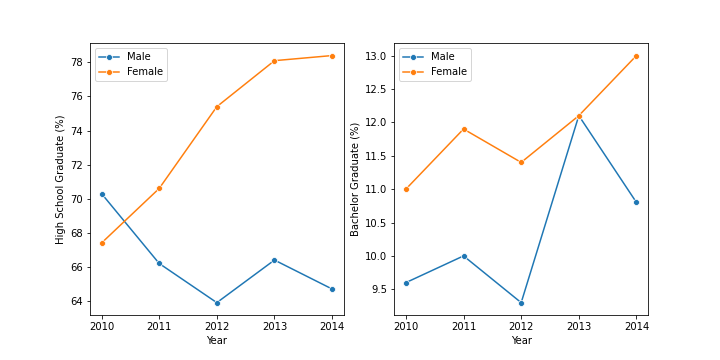 Male
Female
High School Graduate (%)
78
76
74
72
70
68
66
64
2010 2011 2012 2013 2014
Year
Male
Female
Bachelor Graduate (%)
13.0
12.5
12.0
11.5
11.0
10.5
10.0
9.5
2010 2011 2012 2013 2014
Year